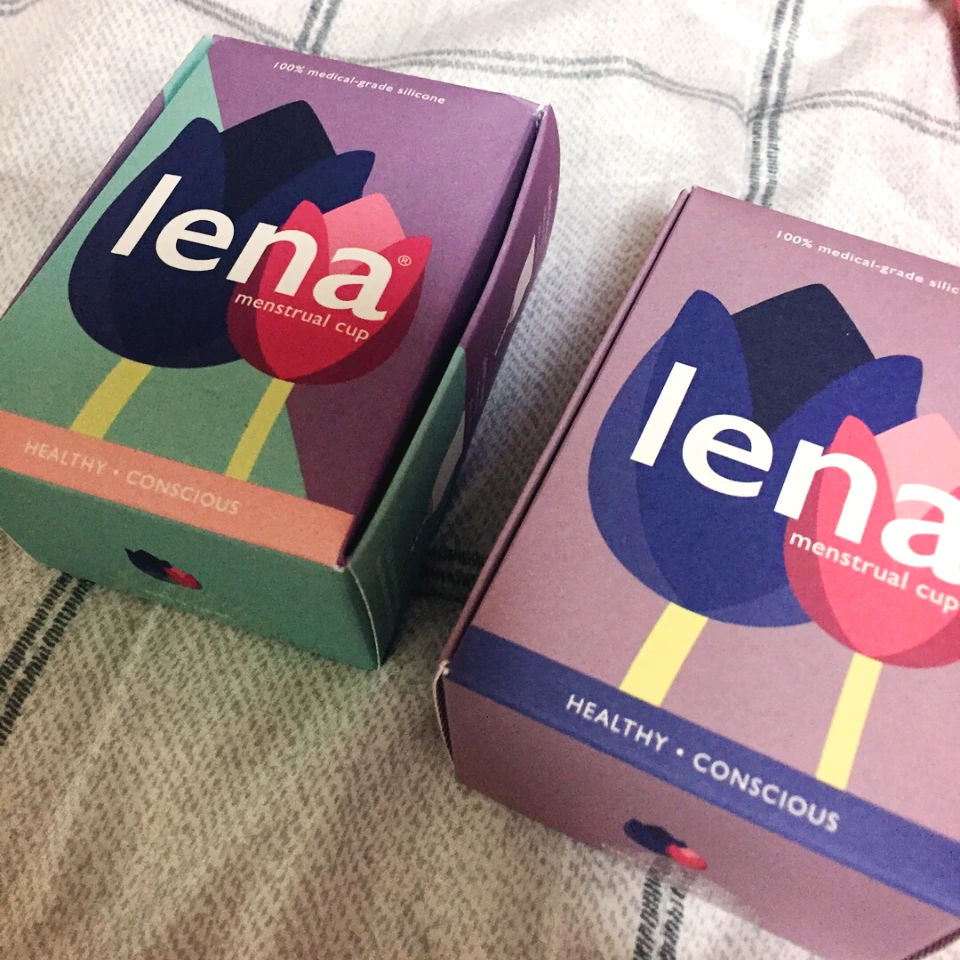 100% medical-grade silicone
lena®
menstrual cup
HEALTHY • CONSCIOUS
100% medical-grade silic
lena
menstrual cup
HEALTHY • CONSCIOUS